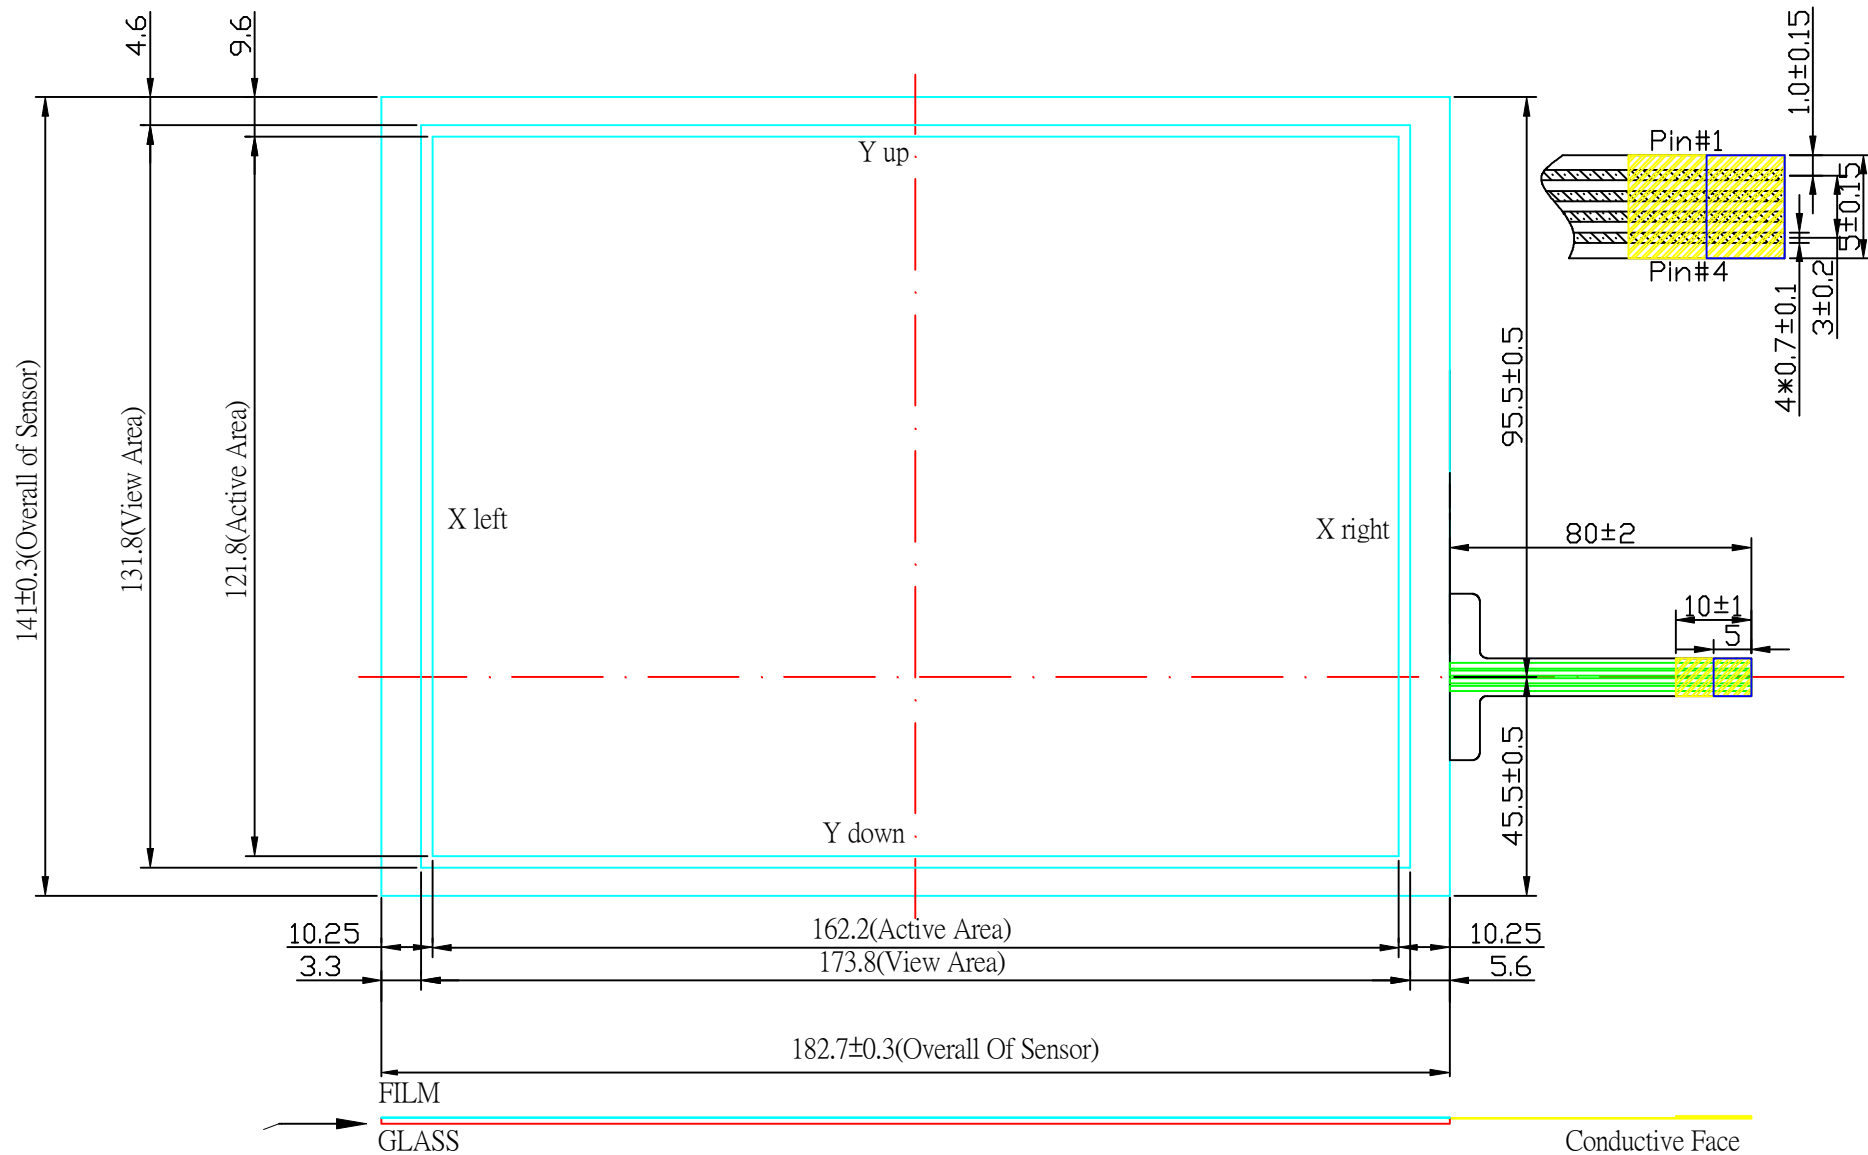 4.6
9.6
1.0±0.15
Pin#1
Pin#4
5±0.15
3±0.2
4*0.7±0.1
Y up
X left
X right
Y down
141±0.3(Overall of Sensor)
131.8(View Area)
121.8(Active Area)
95.5±0.5
80±2
10±1
5
45.5±0.5
10.25
162.2(Active Area)
10.25
3.3
173.8(View Area)
5.6
182.7±0.3(Overall Of Sensor)
FILM
GLASS
Conductive Face